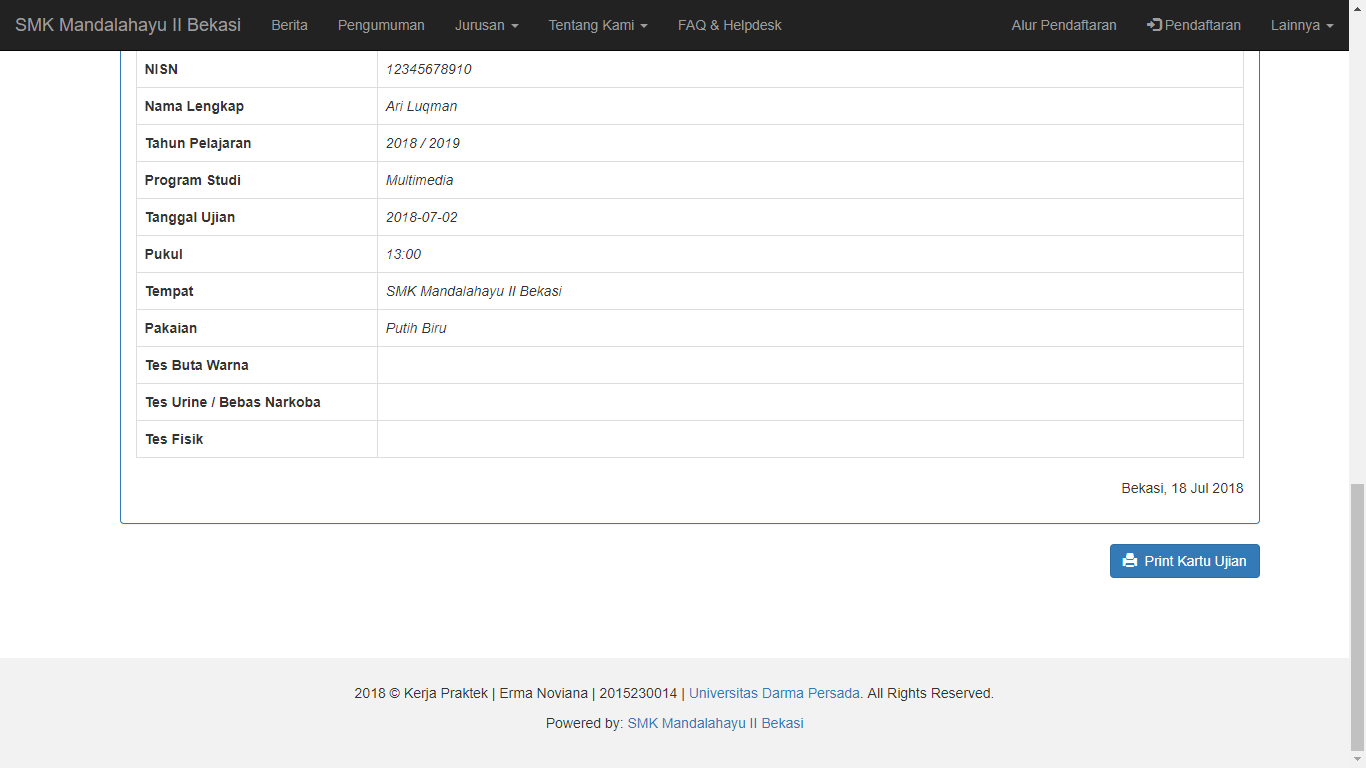 SMK Mandalahayu II Bekasi Berita Pengumuman Jurusan Tentang Kami FAQ & Helpdesk Alur Pendaftaran Pendaftaran Lainnya
NISN 12345678910
Nama Lengkap Ari Luqman
Tahun Pelajaran 2018 / 2019
Program Studi Multimedia
Tanggal Ujian 2018-07-02
Pukul 13:00
Tempat SMK Mandalahayu II Bekasi
Pakaian Putih Biru
Tes Buta Warna
Tes Urine / Bebas Narkoba
Tes Fisik
Bekasi, 18 Jul 2018
Print Kartu Ujian
2018 © Kerja Praktek | Erma Noviana | 2015230014 | Universitas Darma Persada. All Rights Reserved.
Powered by: SMK Mandalahayu II Bekasi